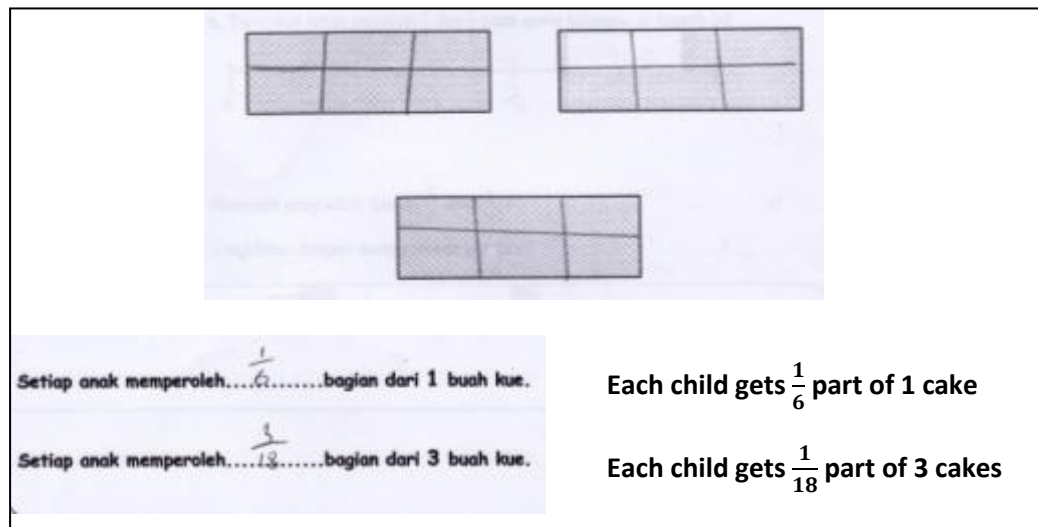 Setiap anak memperoleh....1/6.......bagian dari 1 buah kue.
Each child gets 1/6 part of 1 cake
Setiap anak memperoleh....3/18......bagian dari 3 buah kue.
Each child gets 1/18 part of 3 cakes